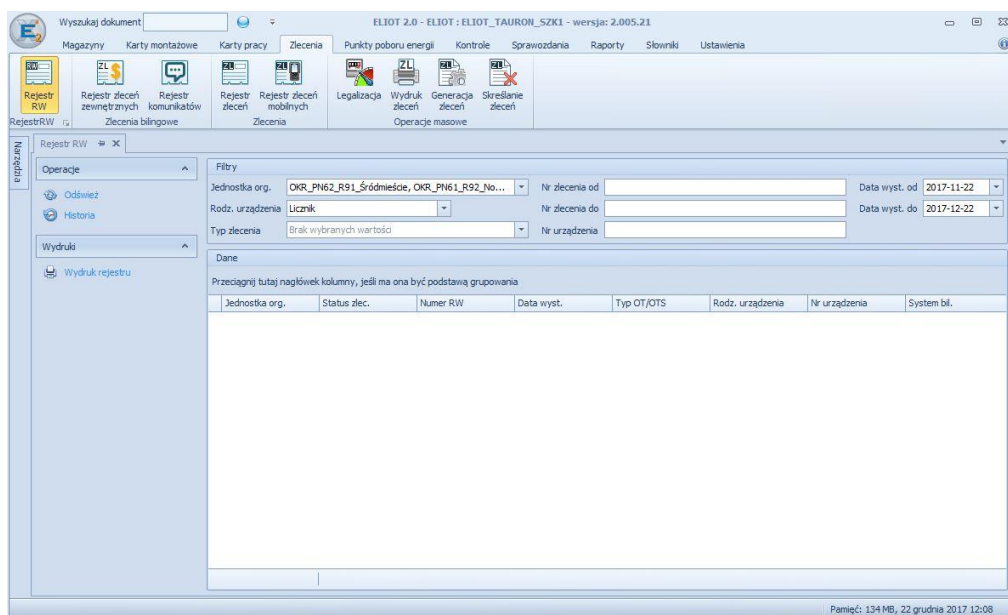 Wyszukaj dokument
ELIOT 2.0 - ELIOT : ELIOT_TAURON_SZK1 - wersja: 2.005.21
Magazyny Karty montażowe Karty pracy Zlecenia Punkty poboru energii Kontrole Sprawozdania Raporty Słowniki Ustawienia
Rejestr RW
Rejestr zleceń zewnętrznych
Rejestr komunikatów
Rejestr zleceń
Rejestr zleceń mobilnych
Legalizacja
Wydruk zleceń
Generacja zleceń
Skreślanie zleceń
RejestrRW Zlecenia bilingowe Zlecenia Operacje masowe
Narzędzia
Rejestr RW
Operacje
Odśwież
Historia
Wydruki
Wydruk rejestru
Filtry
Jednostka org. OKR_PN62_R91_Śródmieście, OKR_PN61_R92_No... Nr zlecenia od Data wyst. od 2017-11-22
Rodz. urządzenia Licznik Nr zlecenia do Data wyst. do 2017-12-22
Typ zlecenia Brak wybranych wartości Nr urządzenia
Dane
Przeciągnij tutaj nagłówek kolumny, jeśli ma ona być podstawą grupowania
Jednostka org. Status zlec. Numer RW Data wyst. Typ OT/OTS Rodz. urządzenia Nr urządzenia System bil.
Pamięć: 134 MB, 22 grudnia 2017 12:08